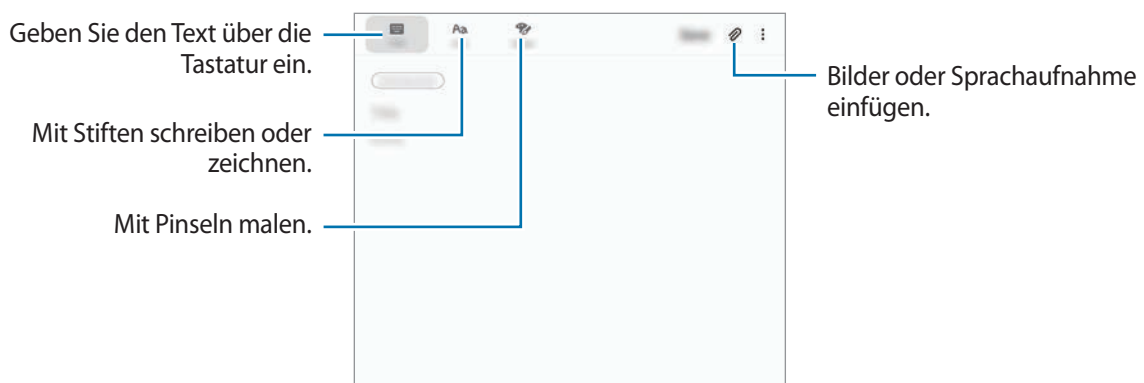 Geben Sie den Text über die
Tastatur ein.
Aa
Bilder oder Sprachaufnahme
einfügen.
Mit Stiften schreiben oder
zeichnen.
Mit Pinseln malen.